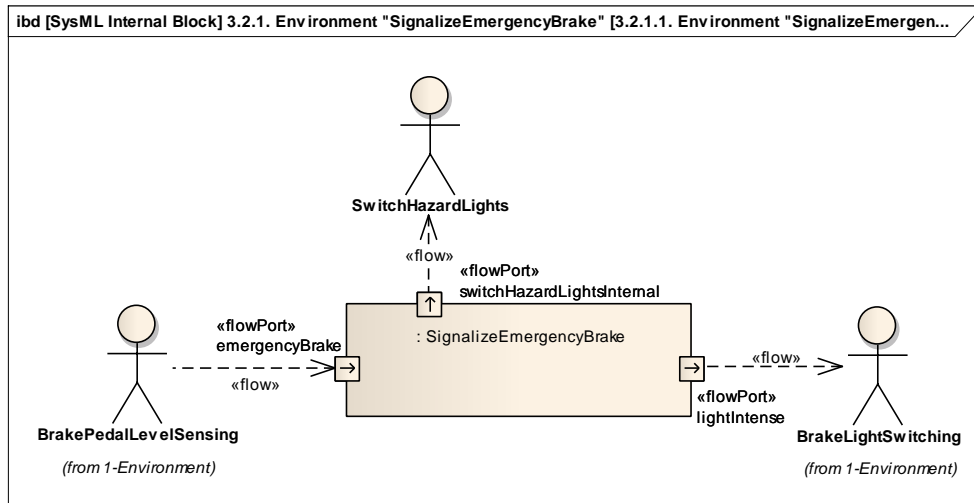 ibd [SysML Internal Block] 3.2.1. Environment "SignalizeEmergencyBrake" [3.2.1.1. Environment "SignalizeEmergen...
SwitchHazardLights
«flow»
«flowPort»
switchHazardLightsInternal
«flowPort»
emergencyBrake
: SignalizeEmergencyBrake
«flow»
«flow»
«flowPort»
lightIntense
BrakePedalLevelSensing
BrakeLightSwitching
(from 1-Environment)
(from 1-Environment)